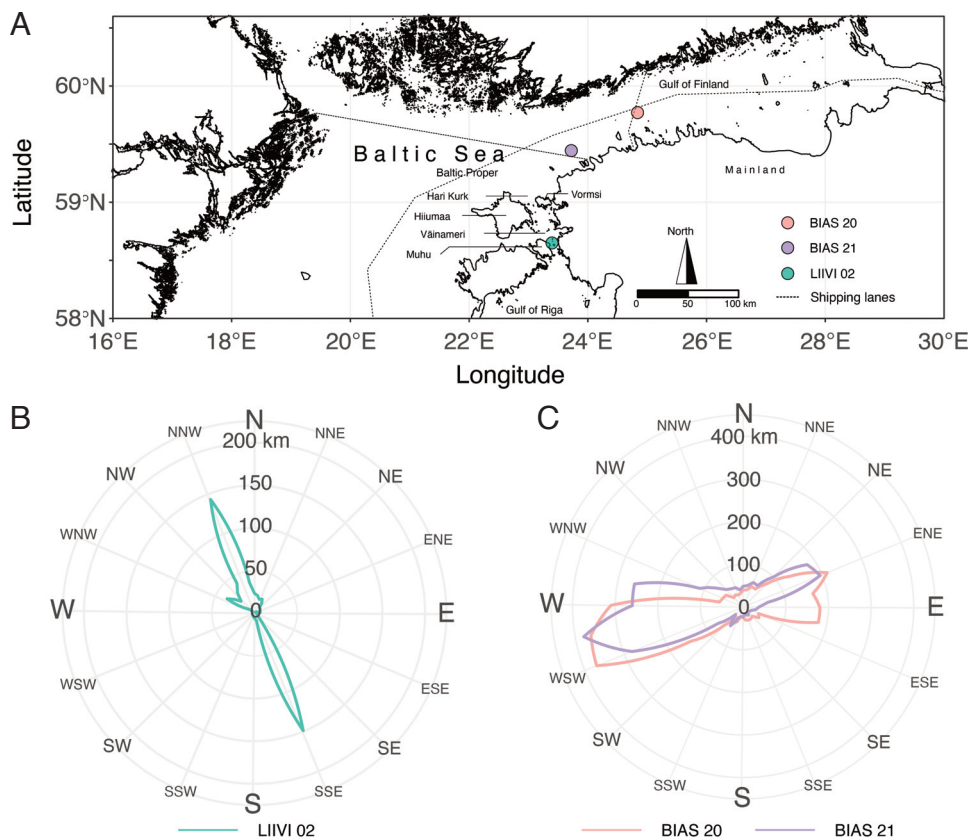 A
Latitude
60°N
59°N
58°N
16°E 18°E 20°E 22°E 24°E 26°E 28°E 30°E
Longitude
Gulf of Finland
Baltic Sea
Baltic Proper
Mainland
Hari Kurk
Vormsi
Hiiumaa
Väinameri
Muhu
Gulf of Riga
North
0 50 100 km
BIAS 20
BIAS 21
LIIVI 02
Shipping lanes
B
N
NNE
NE
ENE
E
ESE
SE
SSE
S
SSW
SW
WSW
W
WNW
NW
NNW
200 km
150
100
50
0
LIIVI 02
C
N
NNE
NE
ENE
E
ESE
SE
SSE
S
SSW
SW
WSW
W
WNW
NW
NNW
400 km
300
200
100
0
BIAS 20 BIAS 21